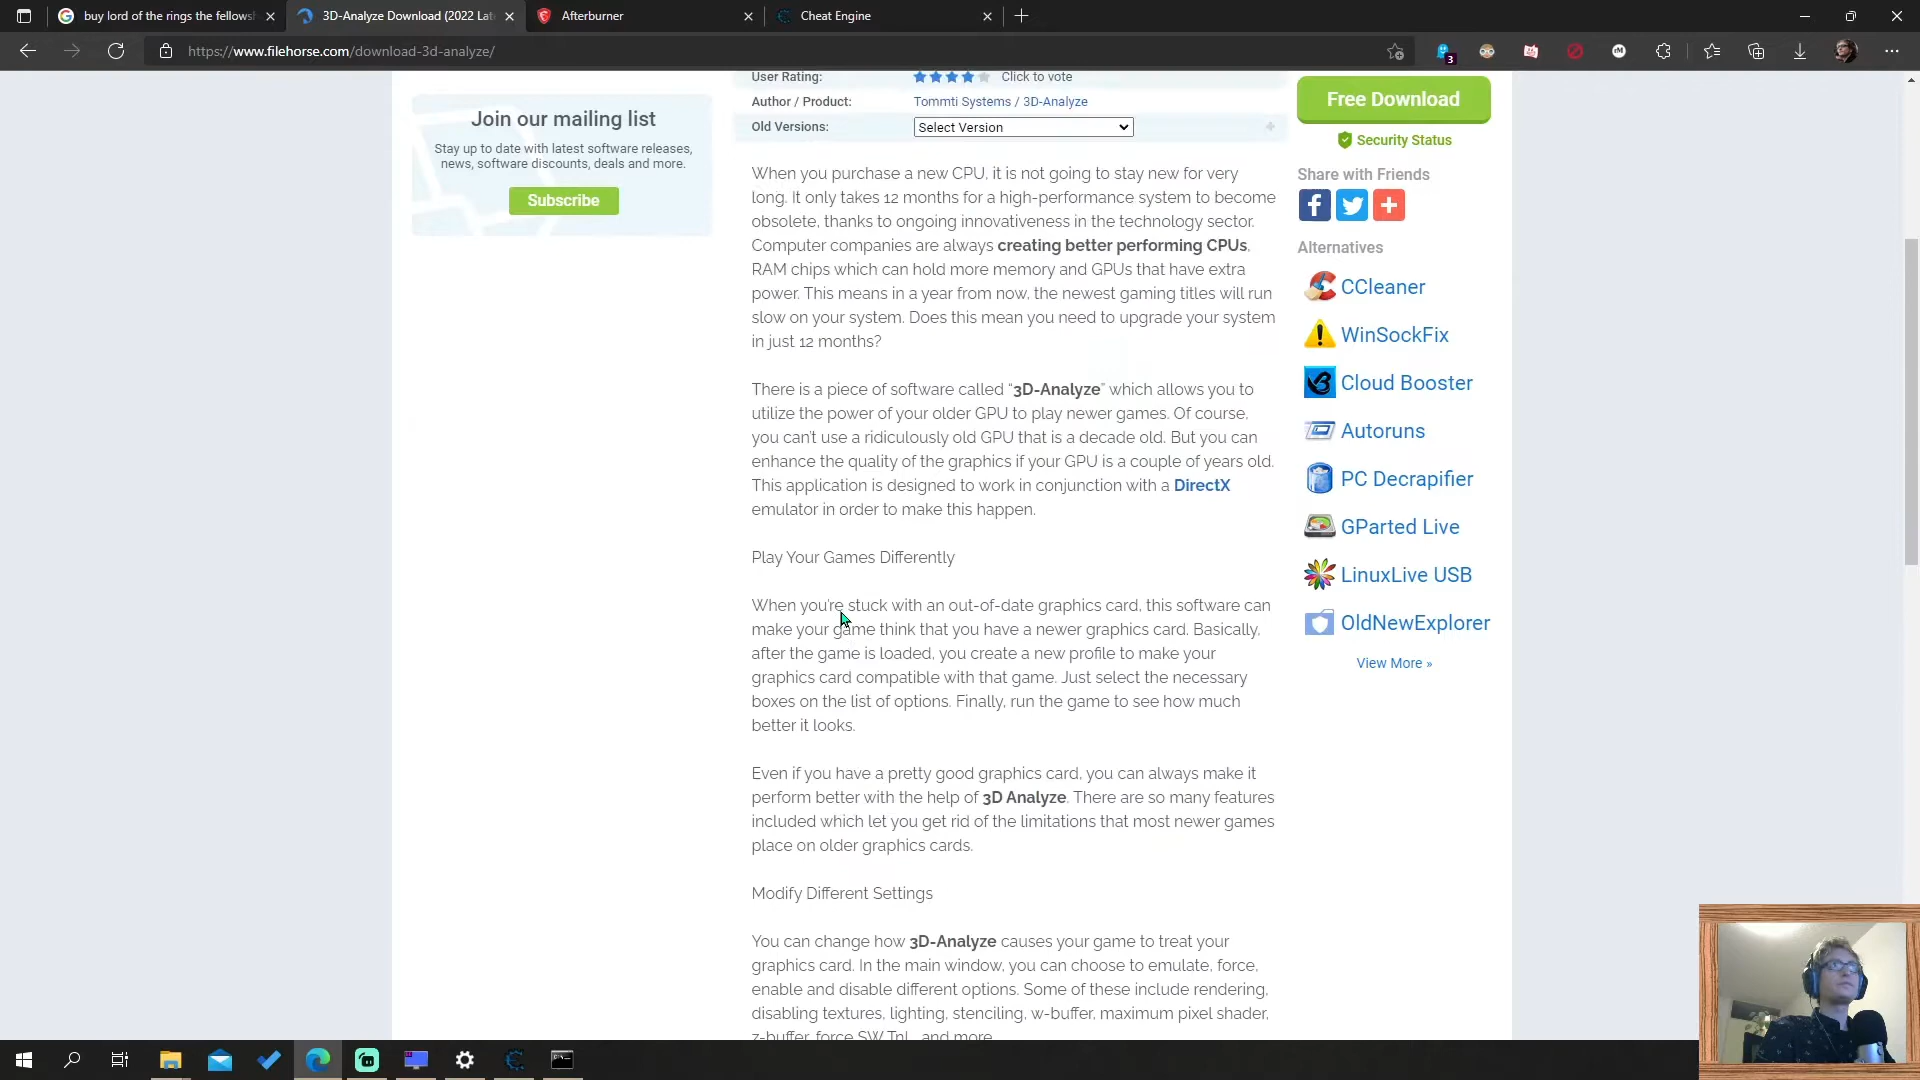 buy lord of the rings the fellowsh
3D-Analyze Download (2022 Lat
Afterburner
Cheat Engine
https://www.filehorse.com/download-3d-analyze/
3
Join our mailing list
Stay up to date with latest software releases,
news, software discounts, deals and more.
Subscribe
User Rating:
Click to vote
Author / Product:
Tommti Systems / 3D-Analyze
Old Versions:
Select Version
When you purchase a new CPU, it is not going to stay new for very
long. It only takes 12 months for a high-performance system to become
obsolete, thanks to ongoing innovativeness in the technology sector.
Computer companies are always creating better performing CPUs,
RAM chips which can hold more memory and GPUs that have extra
power. This means in a year from now, the newest gaming titles will run
slow on your system. Does this mean you need to upgrade your system
in just 12 months?
There is a piece of software called “3D-Analyze” which allows you to
utilize the power of your older GPU to play newer games. Of course,
you can’t use a ridiculously old GPU that is a decade old. But you can
enhance the quality of the graphics if your GPU is a couple of years old.
This application is designed to work in conjunction with a DirectX
emulator in order to make this happen.
Play Your Games Differently
When you’re stuck with an out-of-date graphics card, this software can
make your game think that you have a newer graphics card. Basically,
after the game is loaded, you create a new profile to make your
graphics card compatible with that game. Just select the necessary
boxes on the list of options. Finally, run the game to see how much
better it looks.
Even if you have a pretty good graphics card, you can always make it
perform better with the help of 3D Analyze. There are so many features
included which let you get rid of the limitations that most newer games
place on older graphics cards.
Modify Different Settings
You can change how 3D-Analyze causes your game to treat your
graphics card. In the main window, you can choose to emulate, force,
enable and disable different options. Some of these include rendering,
disabling textures, lighting, stenciling, w-buffer, maximum pixel shader,
z-buffer, force SW TnL, and more.
Free Download
Security Status
Share with Friends
Alternatives
CCleaner
WinSockFix
Cloud Booster
Autoruns
PC Decrapifier
GParted Live
LinuxLive USB
OldNewExplorer
View More »